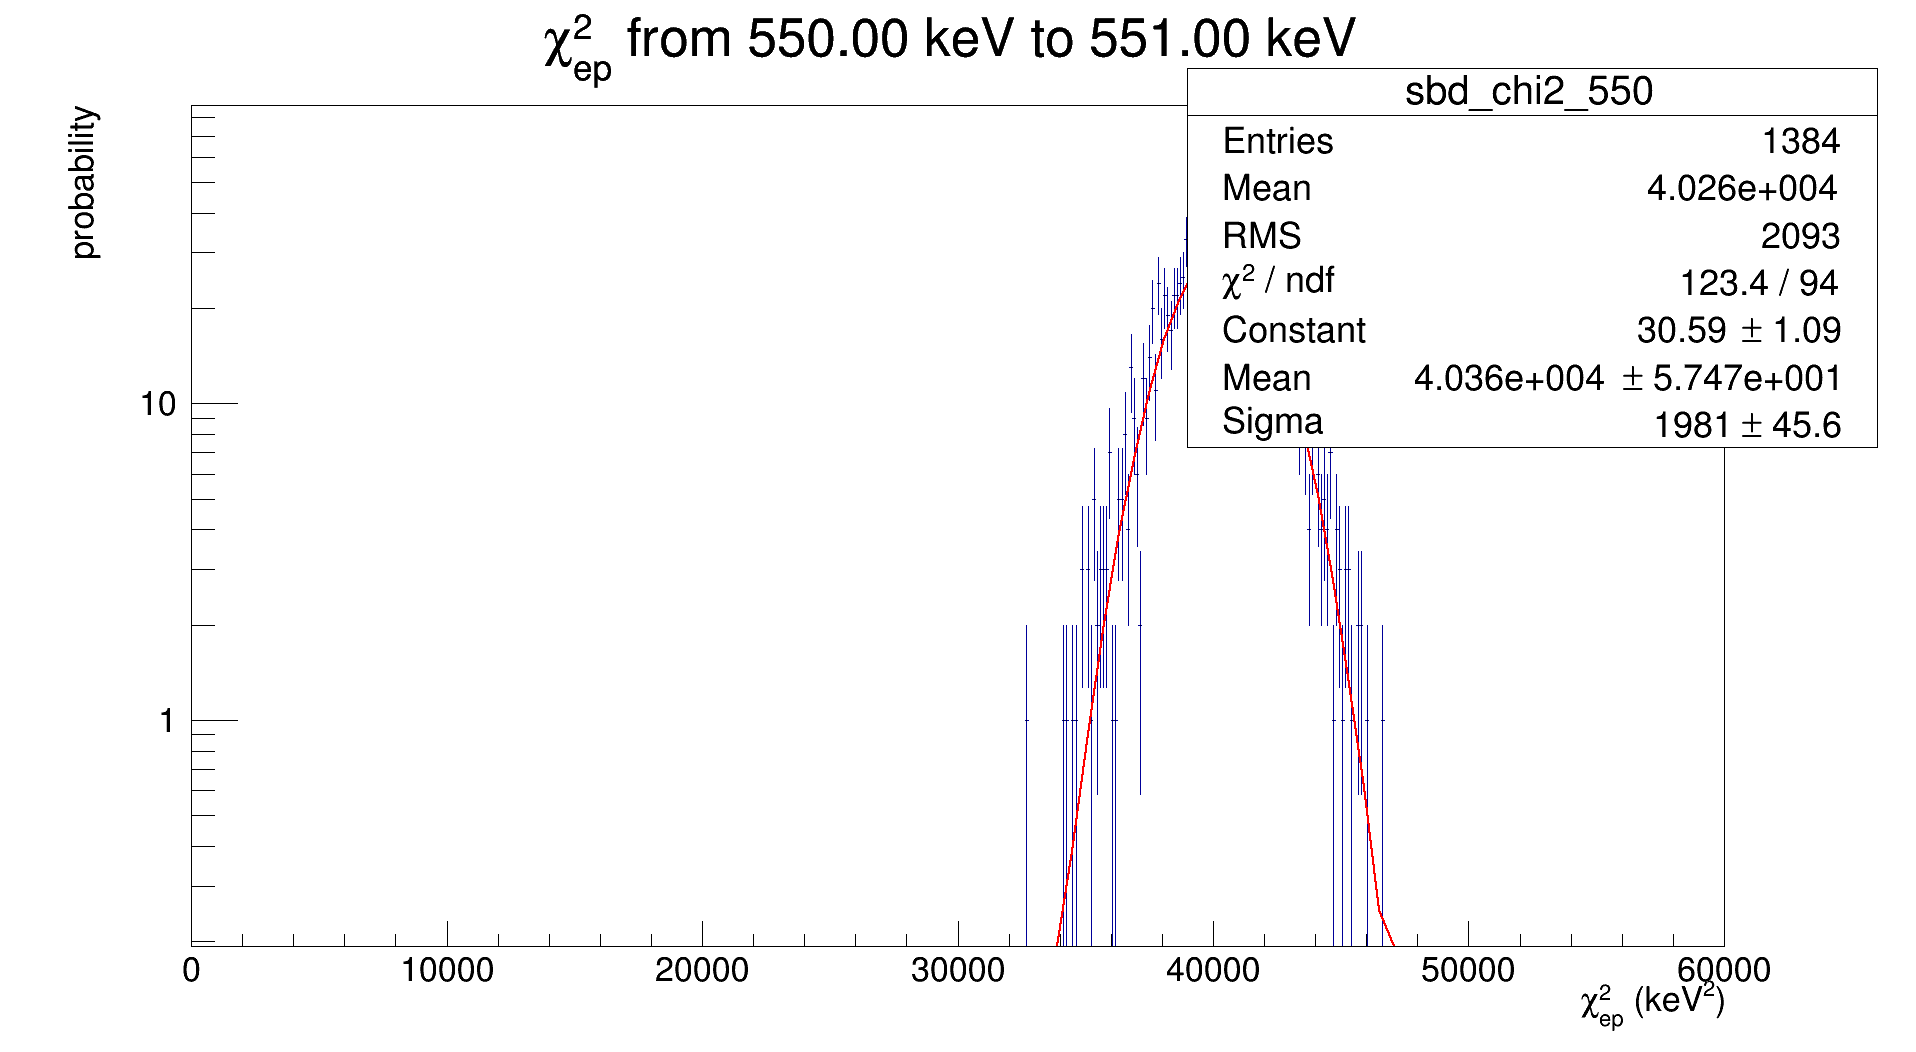 χ²ep from 550.00 keV to 551.00 keV
sbd_chi2_550
Entries 1384
Mean 4.026e+004
RMS 2093
χ² / ndf 123.4 / 94
Constant 30.59 ± 1.09
Mean 4.036e+004 ± 5.747e+001
Sigma 1981 ± 45.6
probability
10
1
0 10000 20000 30000 40000 50000 60000
χ²ep (keV²)